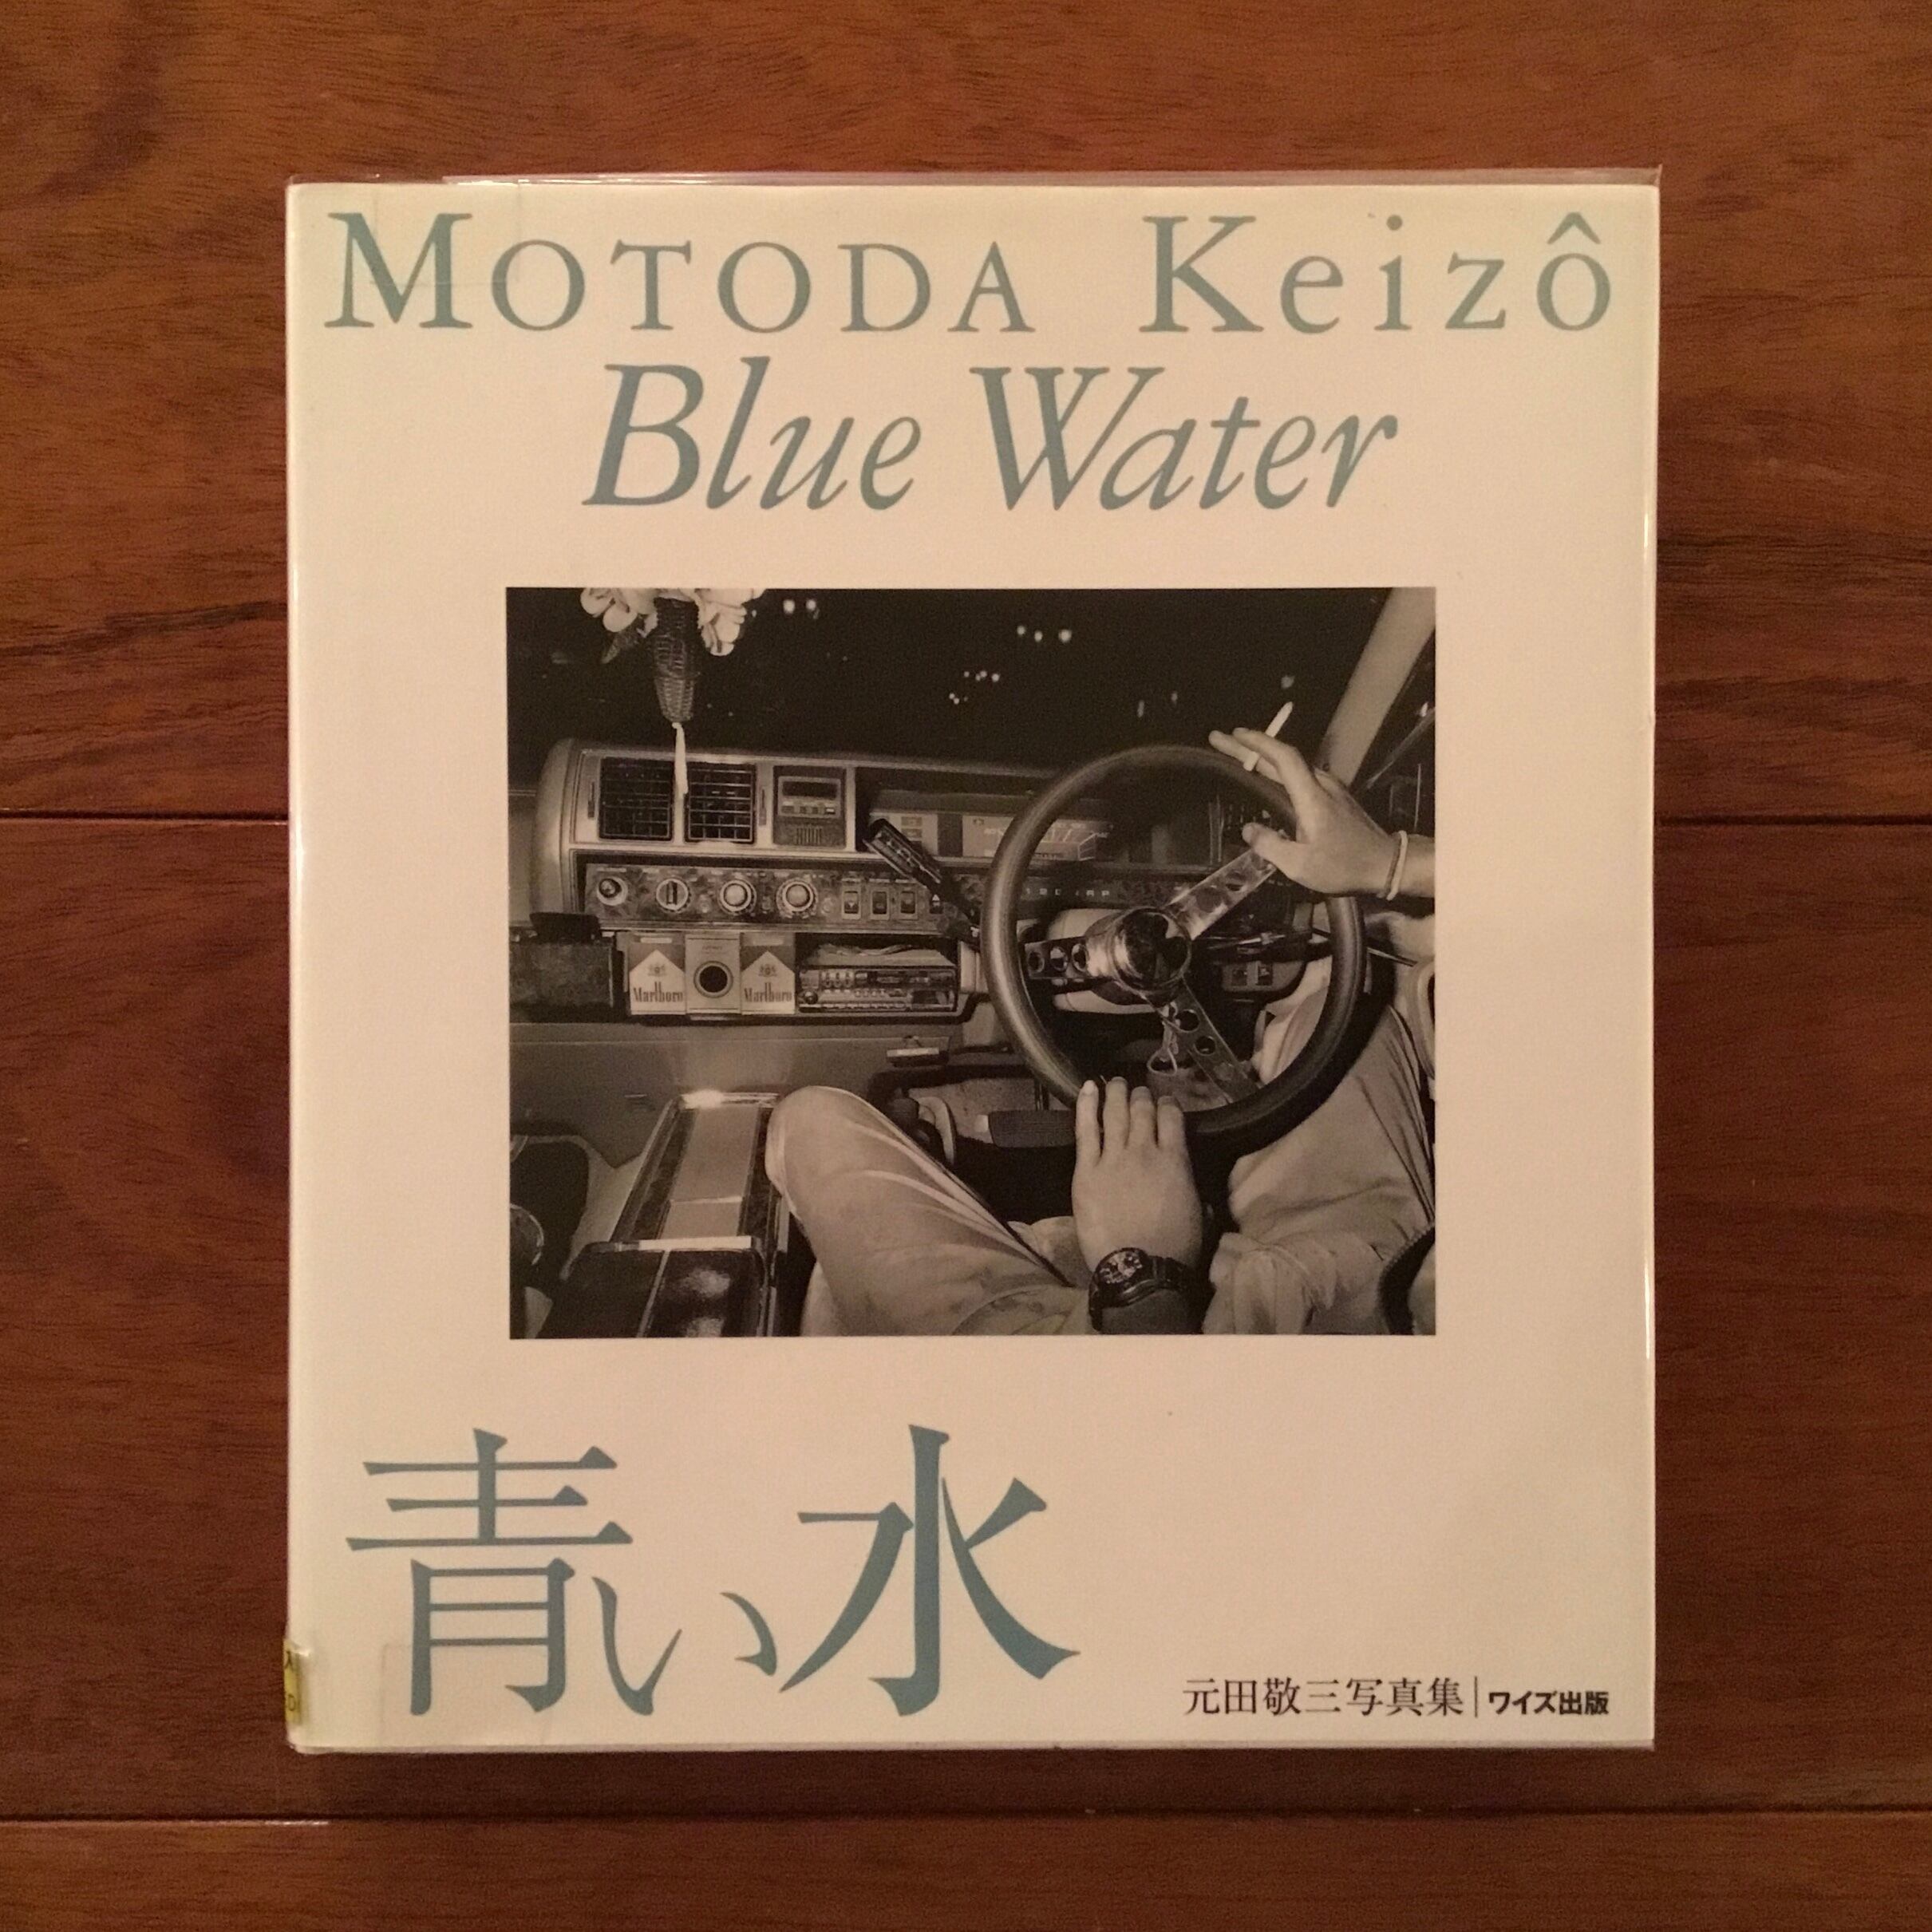 MOTODA Keizô
Blue Water
Marlboro Marlboro
青い水
元田敬三写真集|ワイズ出版